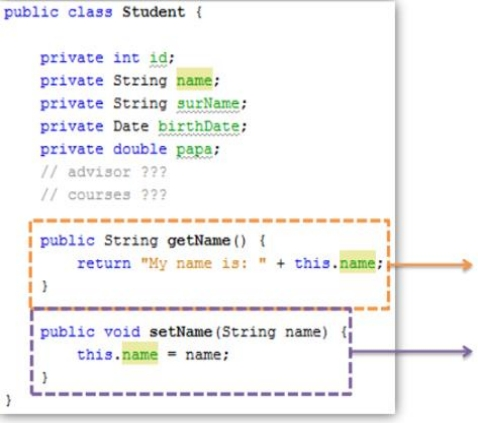 public class Student {
private int id;
private String name;
private String surName;
private Date birthDate;
private double papa;
// advisor ???
// courses ???
public String getName() {
return "My name is: " + this.name;
}
public void setName(String name) {
this.name = name;
}
}